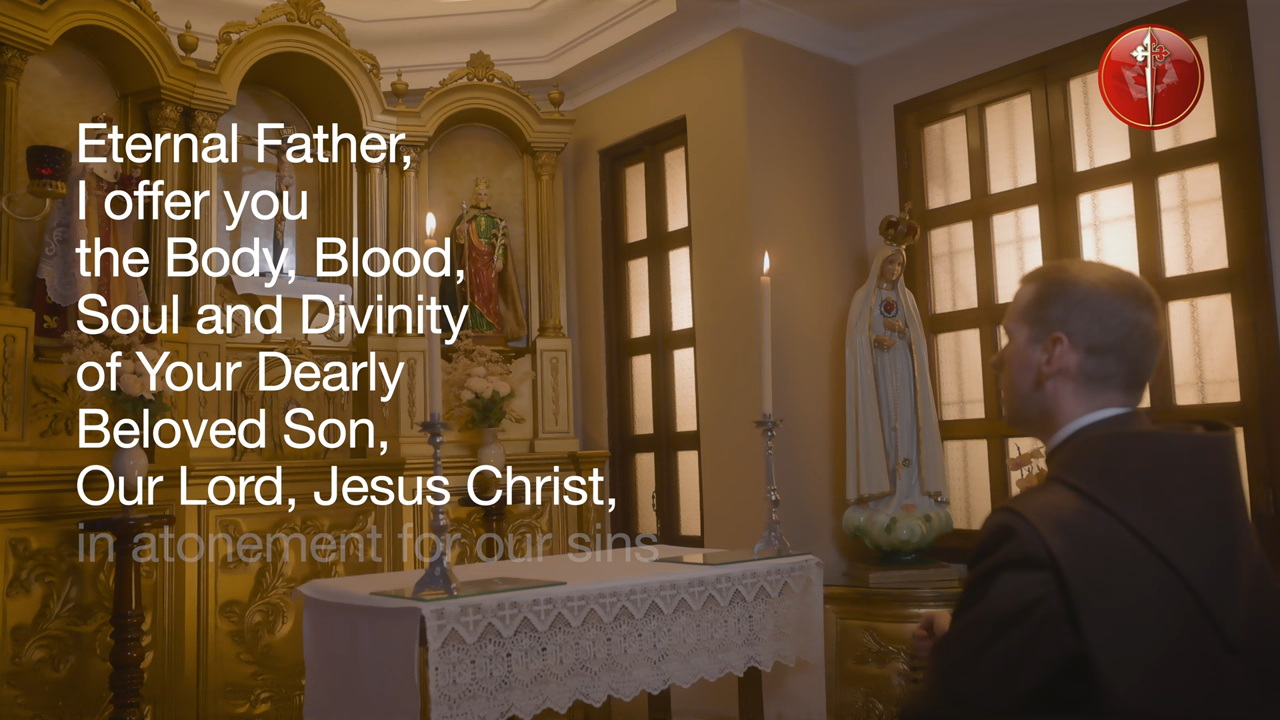 Eternal Father,
I offer you
the Body, Blood,
Soul and Divinity
of Your Dearly
Beloved Son,
Our Lord, Jesus Christ,
in atonement for our sins